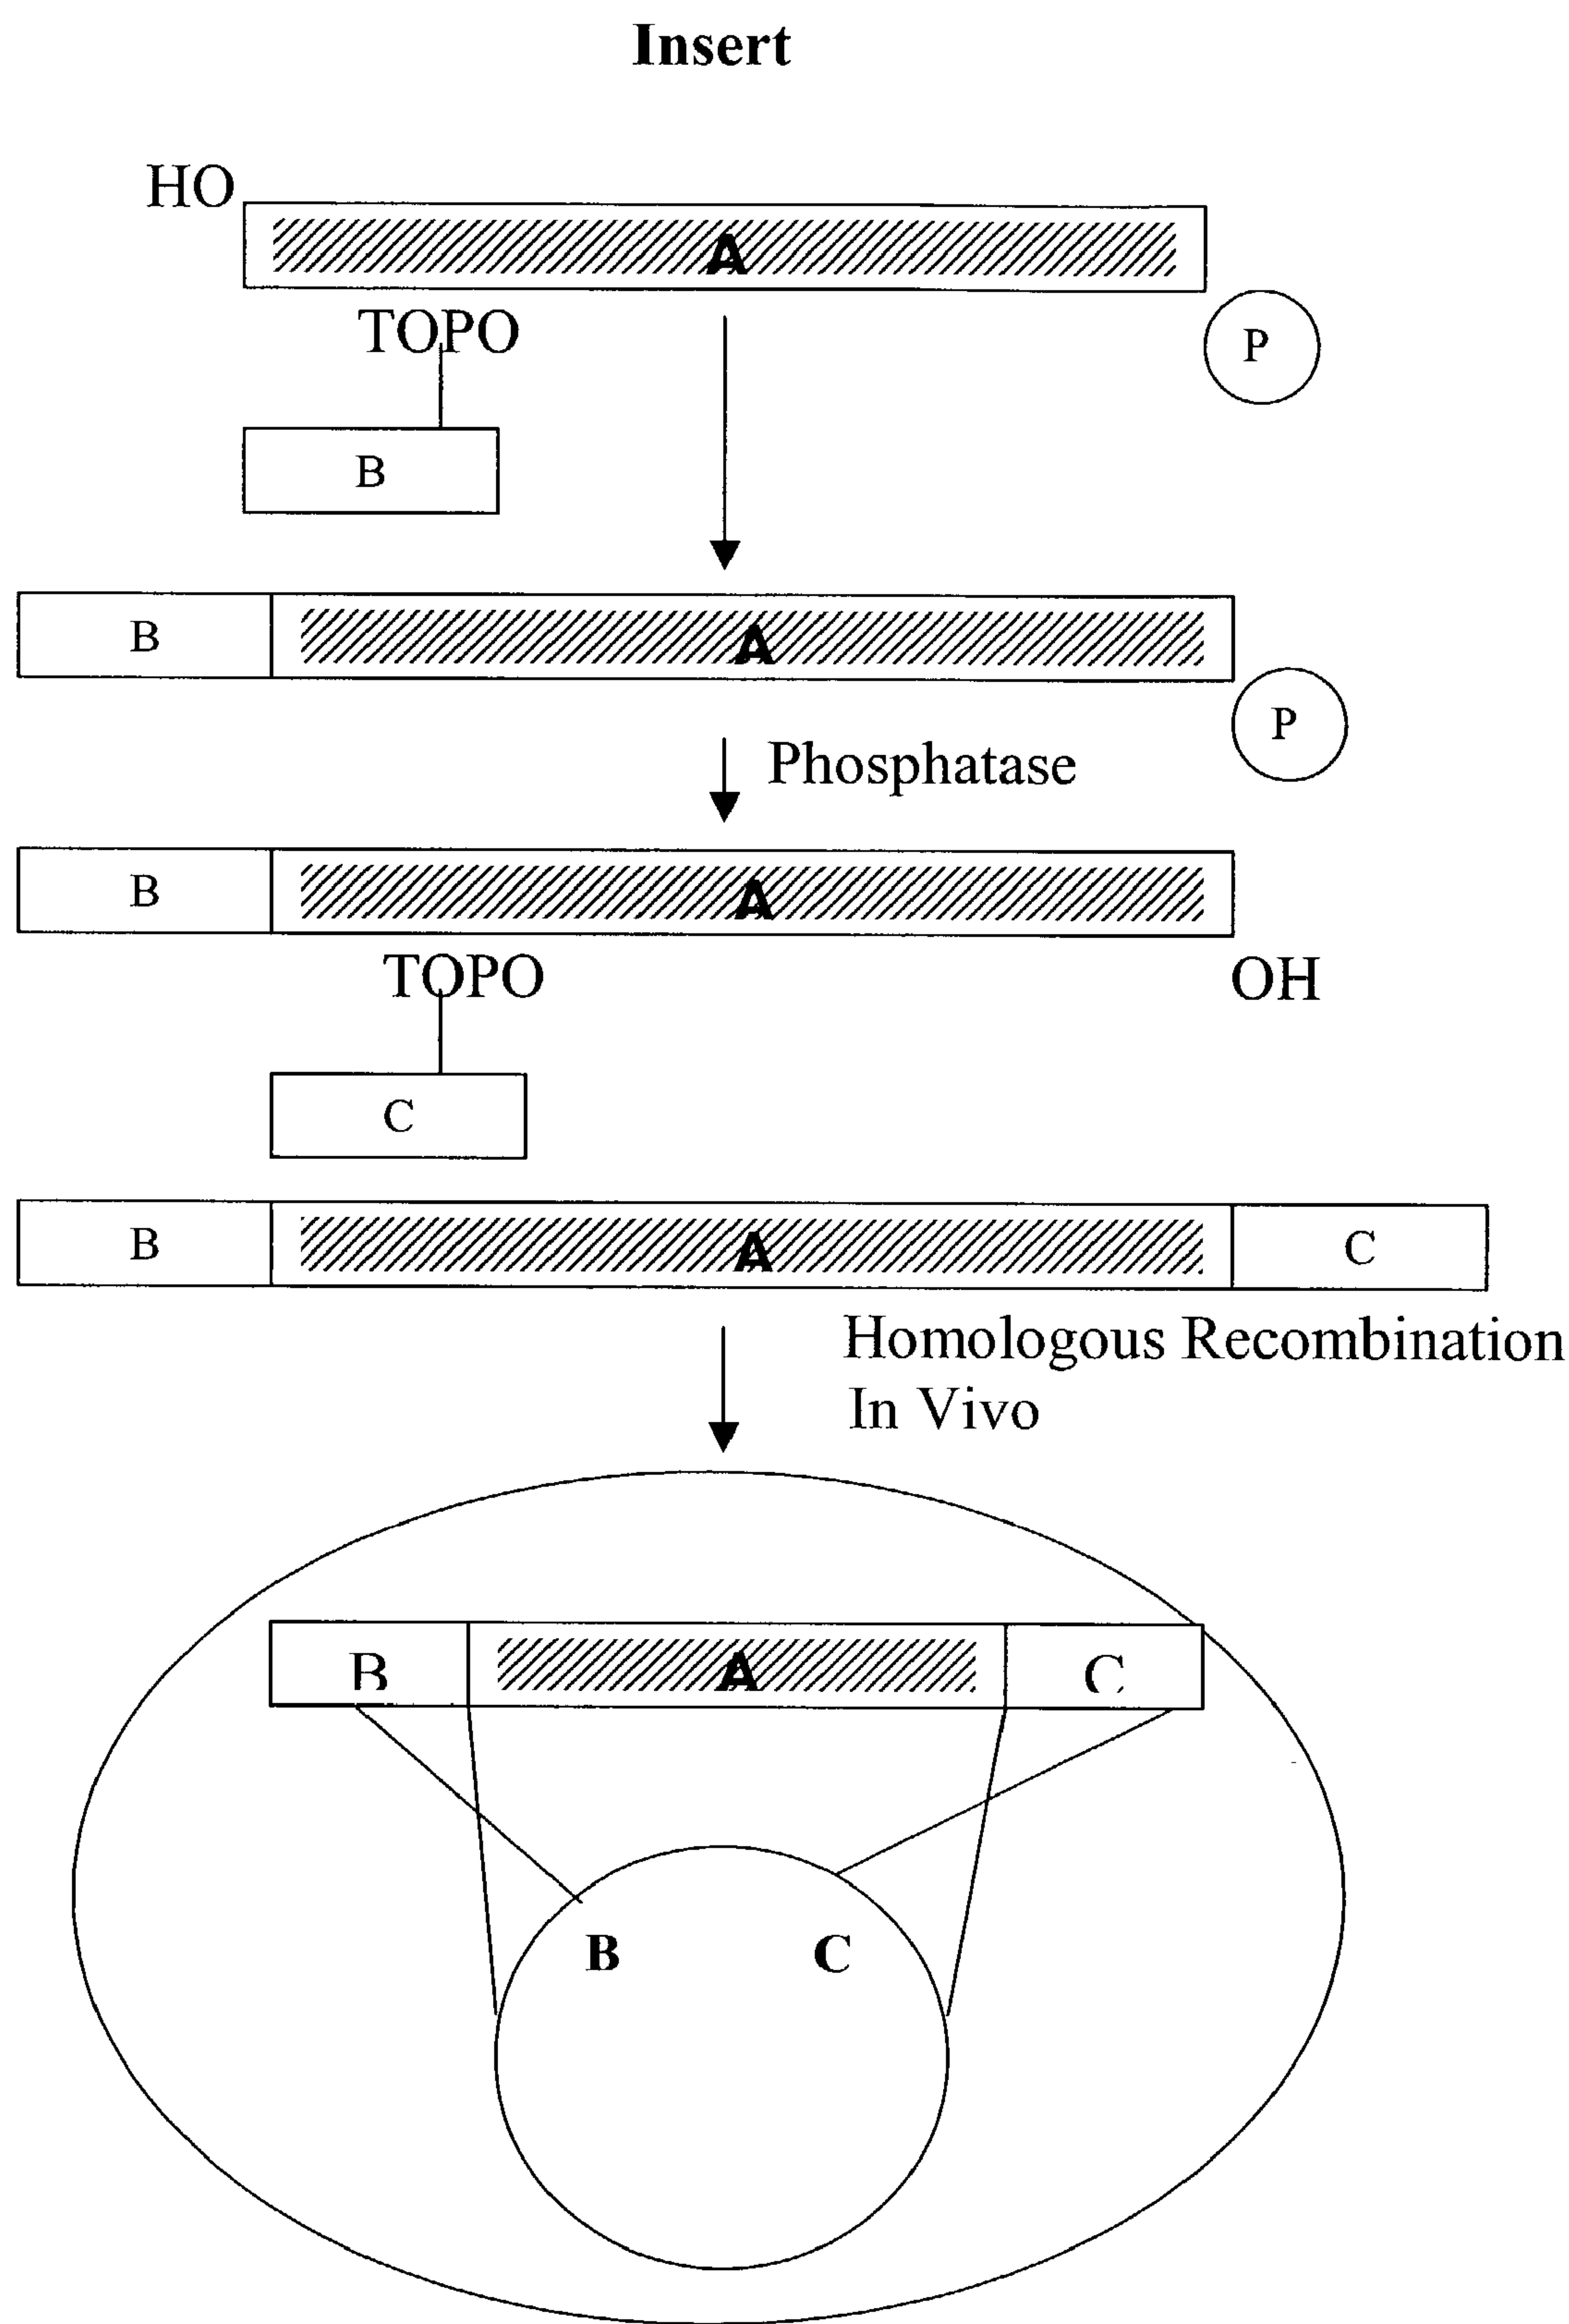 Insert
HO
A
TOPO
P
B
B
A
P
Phosphatase
B
A
TOPO
OH
C
B
A
C
Homologous Recombination
In Vivo
B
A
C
B
C